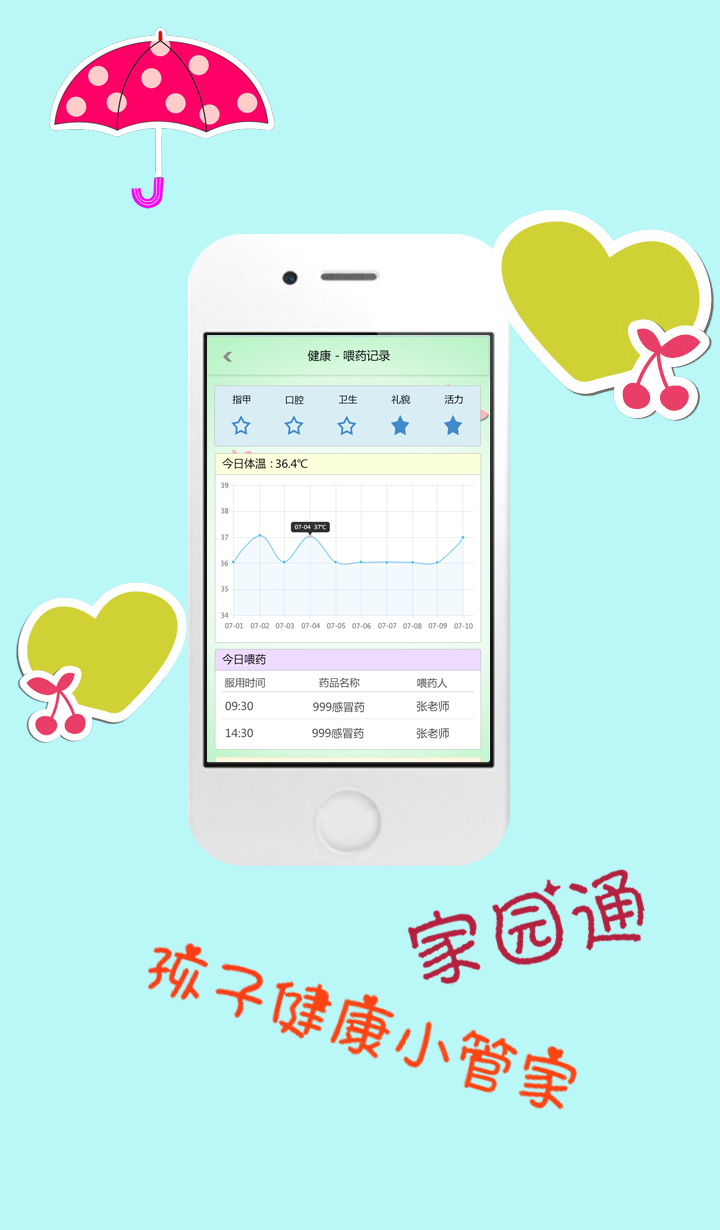 健康 - 喂药记录
指甲 口腔 卫生 礼貌 活力
今日体温 : 36.4℃
39
38
07-04 37℃
37
36
35
34
07-01 07-02 07-03 07-04 07-05 07-06 07-07 07-08 07-09 07-10
今日喂药
服用时间 药品名称 喂药人
09:30 999感冒药 张老师
14:30 999感冒药 张老师
家园通
孩子健康小管家